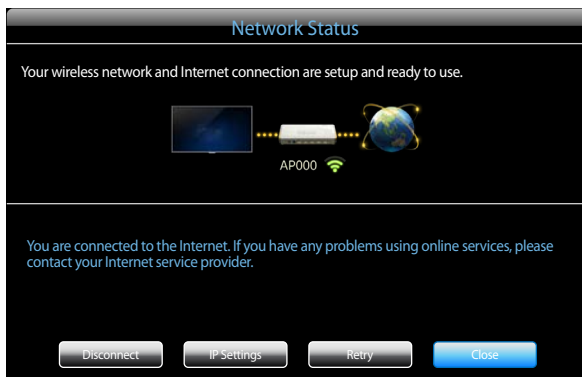 Network Status
Your wireless network and Internet connection are setup and ready to use.
AP000
You are connected to the Internet. If you have any problems using online services, please
contact your Internet service provider.
Disconnect
IP Settings
Retry
Close